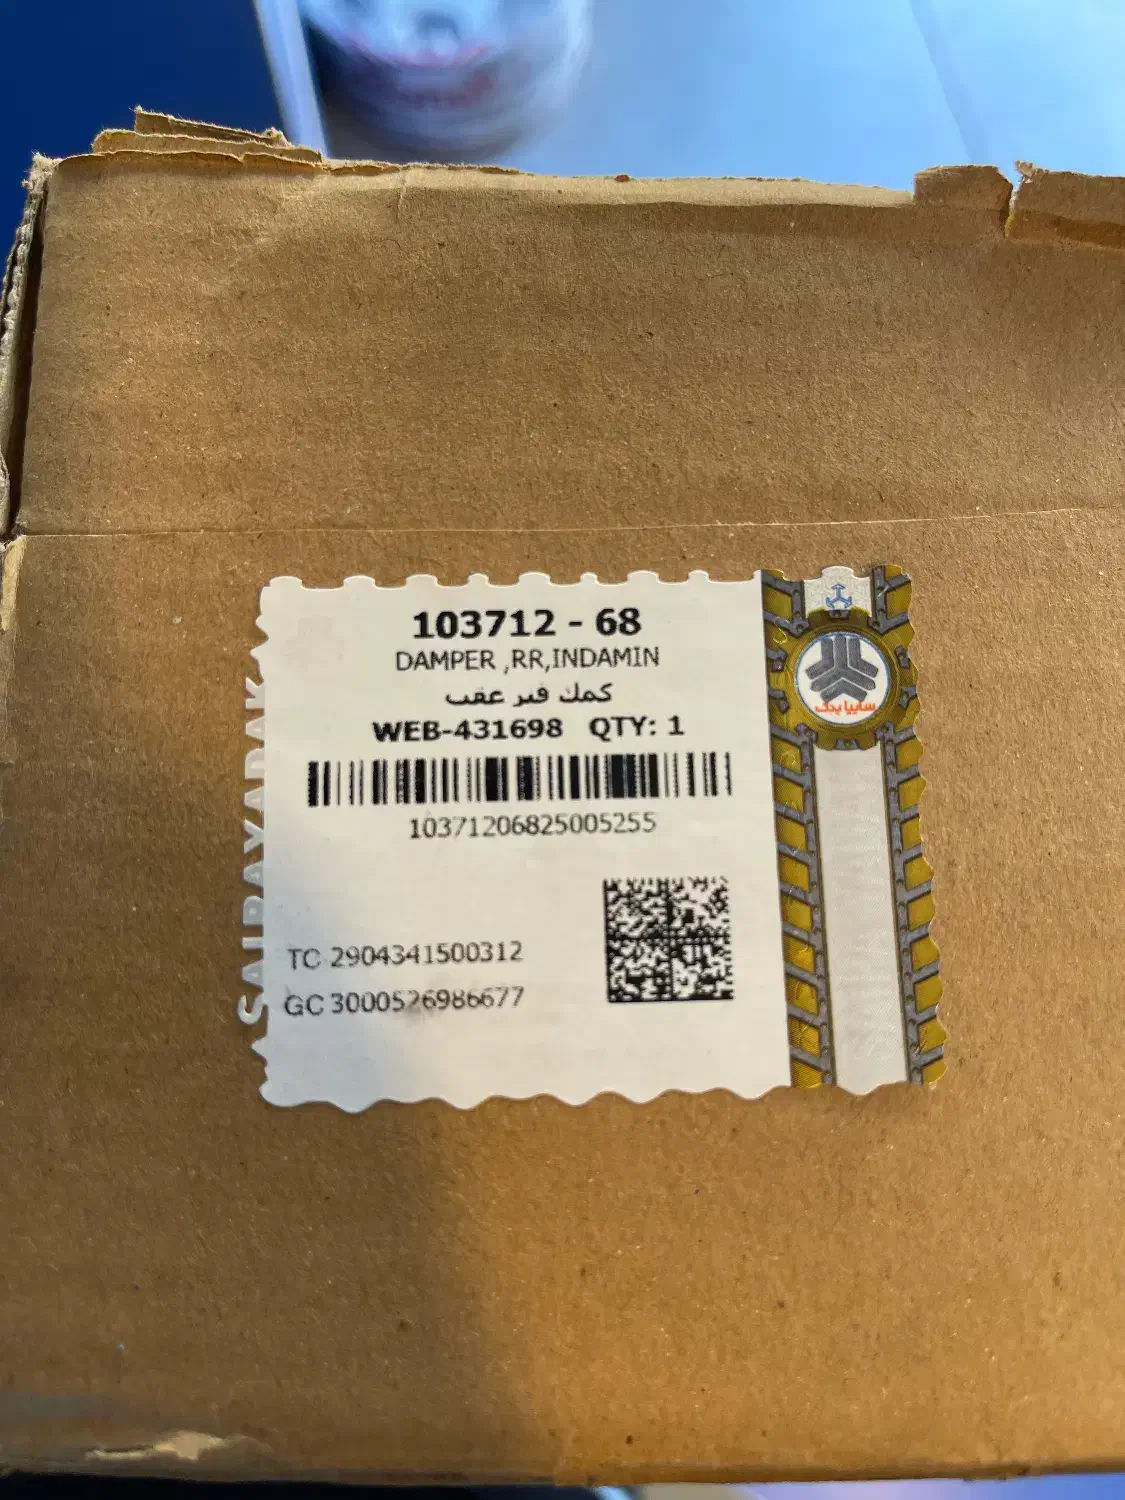 103712 - 68
DAMPER ,RR,INDAMIN
كمك فنر عقب
WEB-431698 QTY: 1
10371206825005255
TC 2904341500312
GC 3000526986677
SAIPAYADAK
سایپا یدک